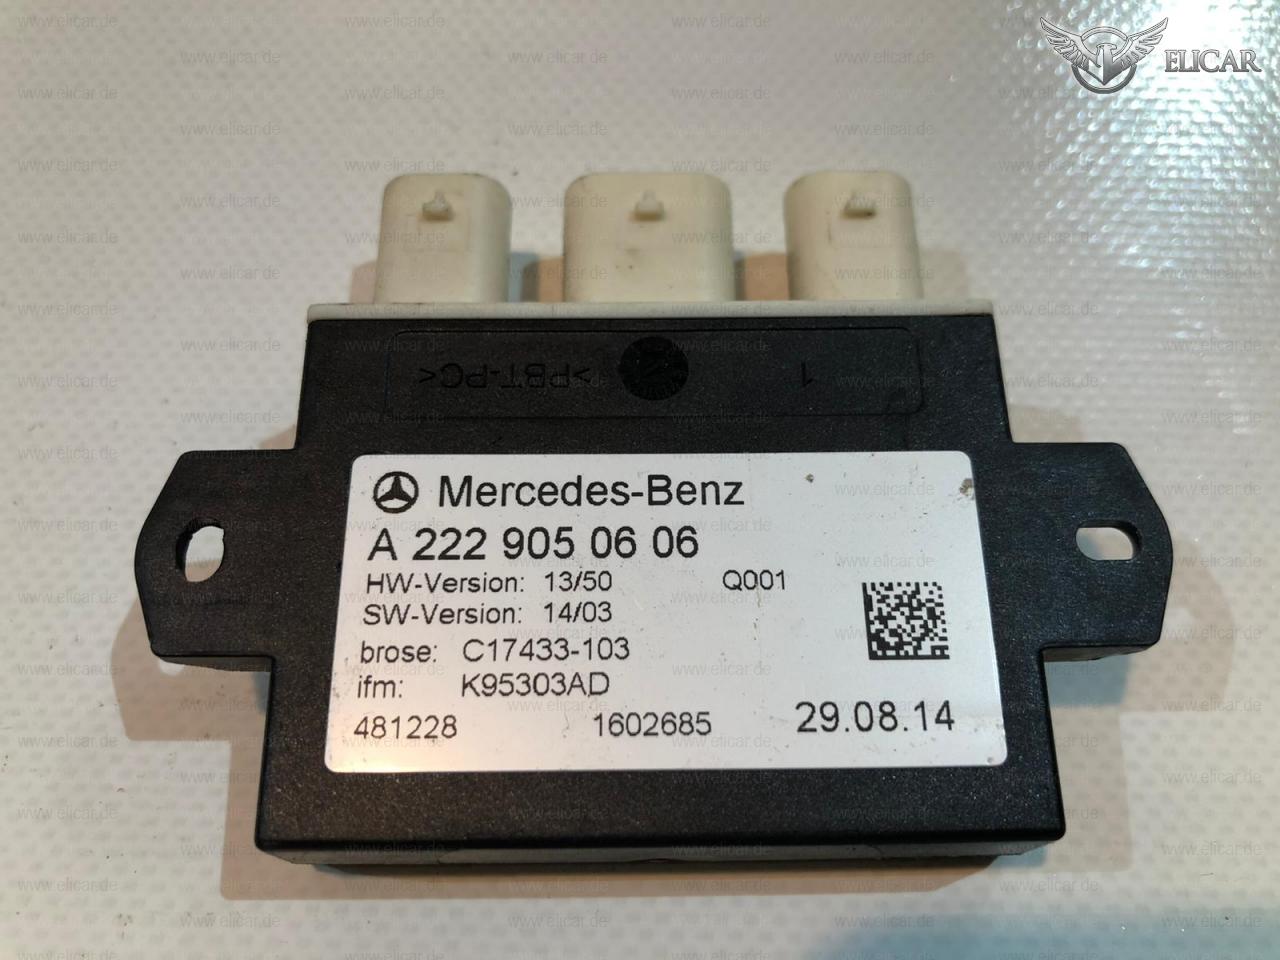 ELICAR
>PBT-PC<
1
Mercedes-Benz
A 222 905 06 06
HW-Version: 13/50 Q001
SW-Version: 14/03
brose: C17433-103
ifm: K95303AD
481228 1602685 29.08.14
www.elicar.de